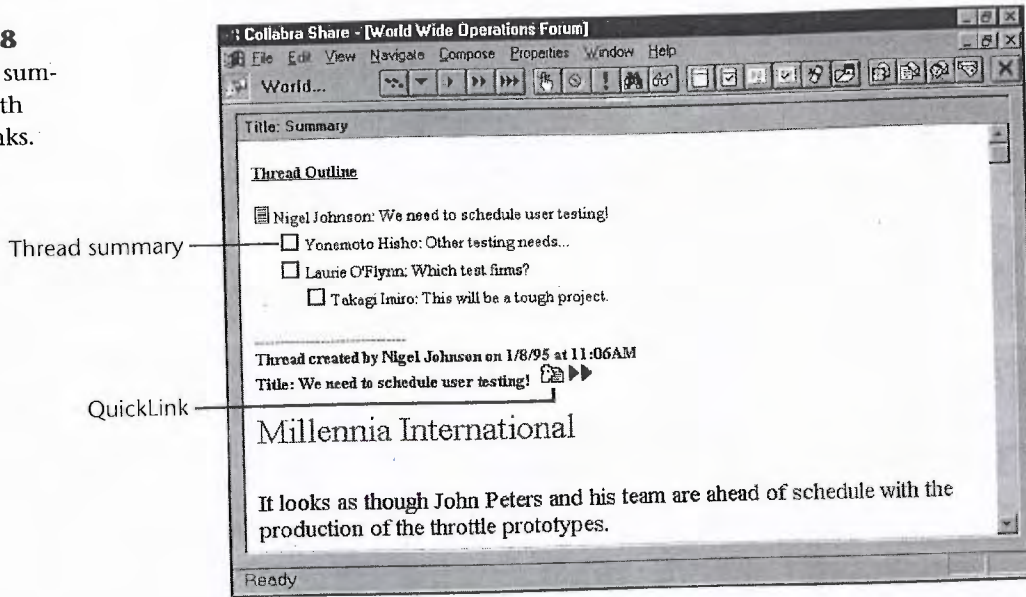 8
sum-
th
nks.
Collabra Share - [World Wide Operations Forum]
File Edit View Navigate Compose Properties Window Help
World...
Title: Summary
Thread Outline
Nigel Johnson: We need to schedule user testing!
Thread summary
Yonemoto Hisho: Other testing needs...
Laurie O'Flynn: Which test firms?
Takagi Imiro: This will be a tough project.
Thread created by Nigel Johnson on 1/8/95 at 11:06AM
Title: We need to schedule user testing!
QuickLink
Millennia International
It looks as though John Peters and his team are ahead of schedule with the
production of the throttle prototypes.
Ready